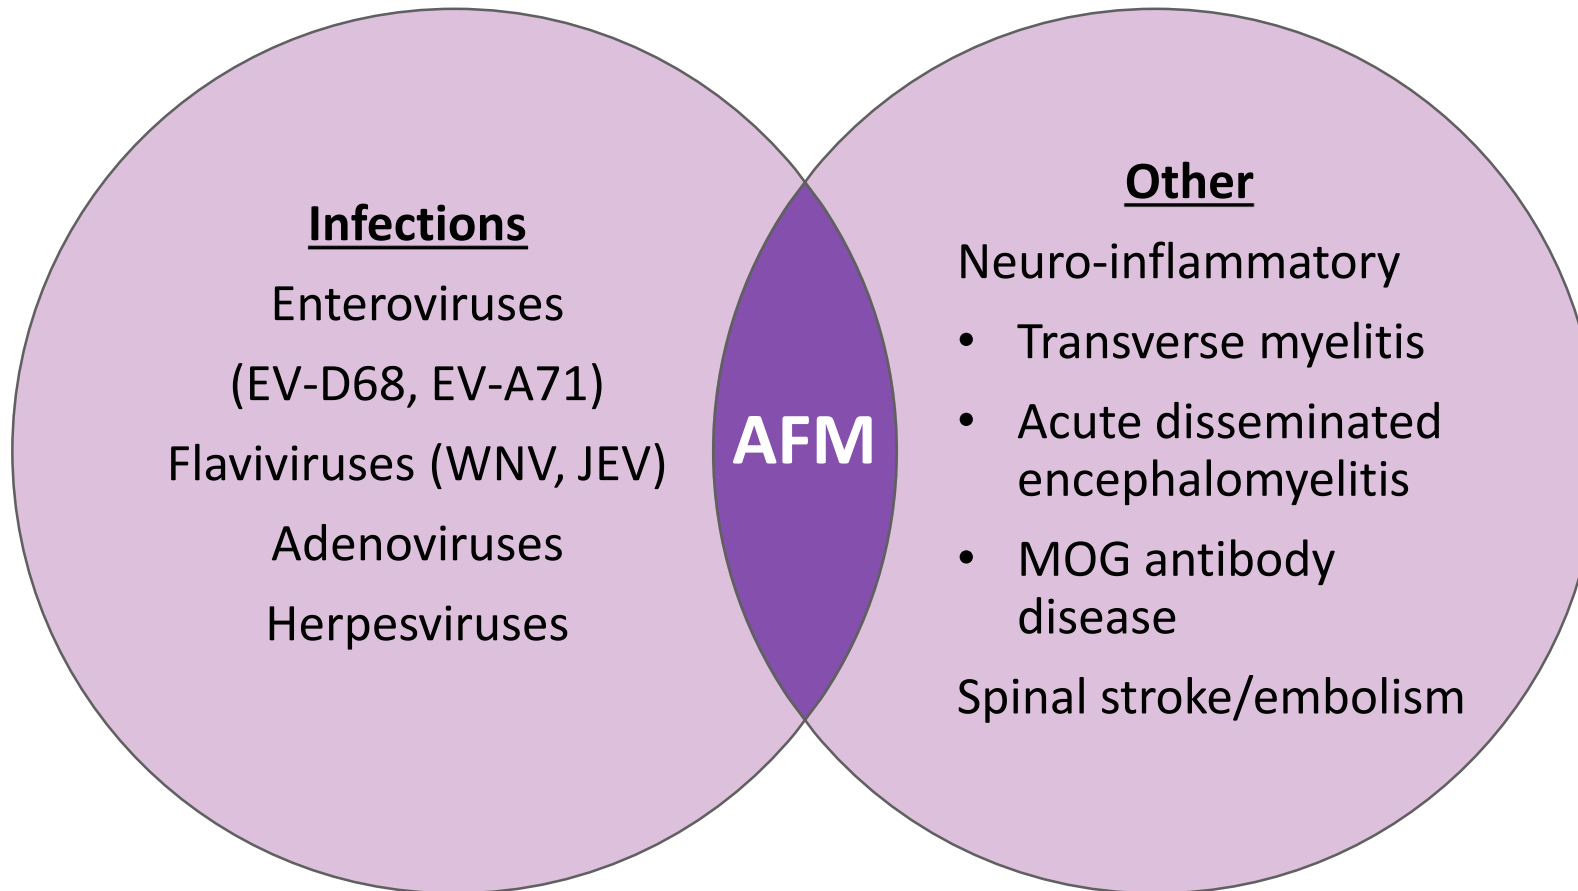 Infections
Enteroviruses
(EV-D68, EV-A71)
Flaviviruses (WNV, JEV)
Adenoviruses
Herpesviruses
AFM
Other
Neuro-inflammatory
• Transverse myelitis
• Acute disseminated
encephalomyelitis
• MOG antibody
disease
Spinal stroke/embolism